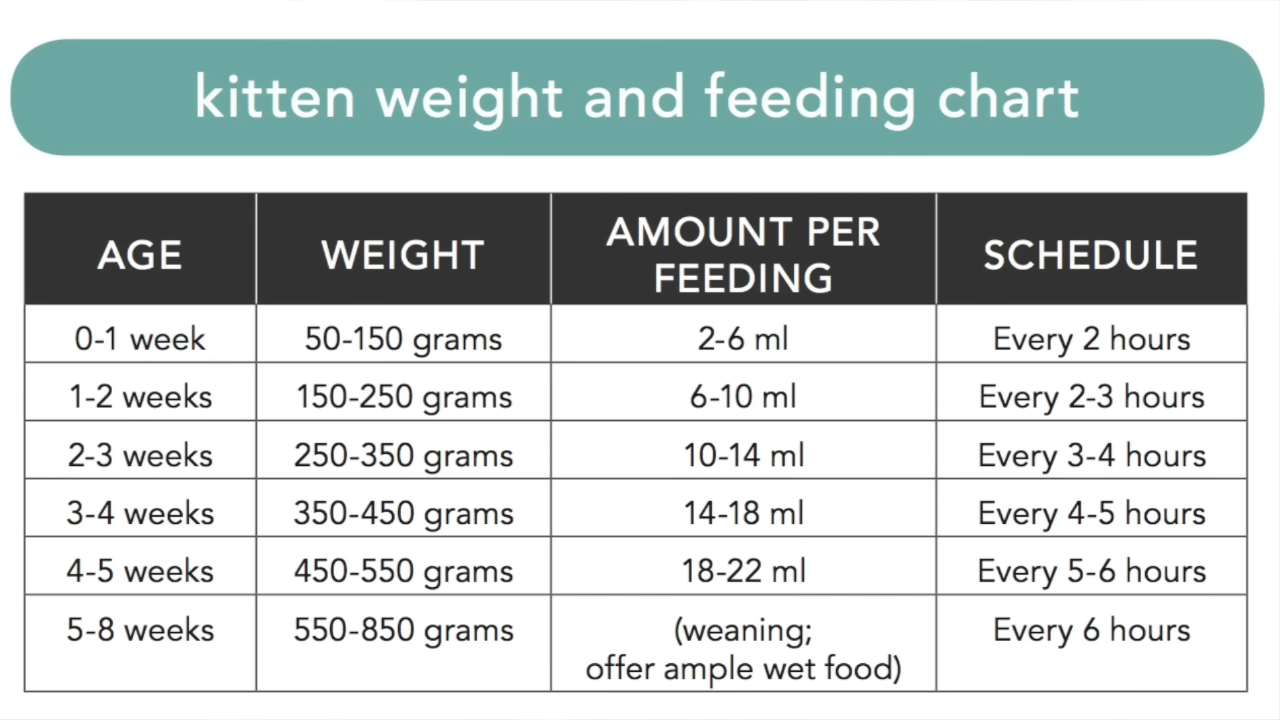 kitten weight and feeding chart
AGE WEIGHT AMOUNT PER FEEDING SCHEDULE
0-1 week 50-150 grams 2-6 ml Every 2 hours
1-2 weeks 150-250 grams 6-10 ml Every 2-3 hours
2-3 weeks 250-350 grams 10-14 ml Every 3-4 hours
3-4 weeks 350-450 grams 14-18 ml Every 4-5 hours
4-5 weeks 450-550 grams 18-22 ml Every 5-6 hours
5-8 weeks 550-850 grams (weaning; Every 6 hours
offer ample wet food)